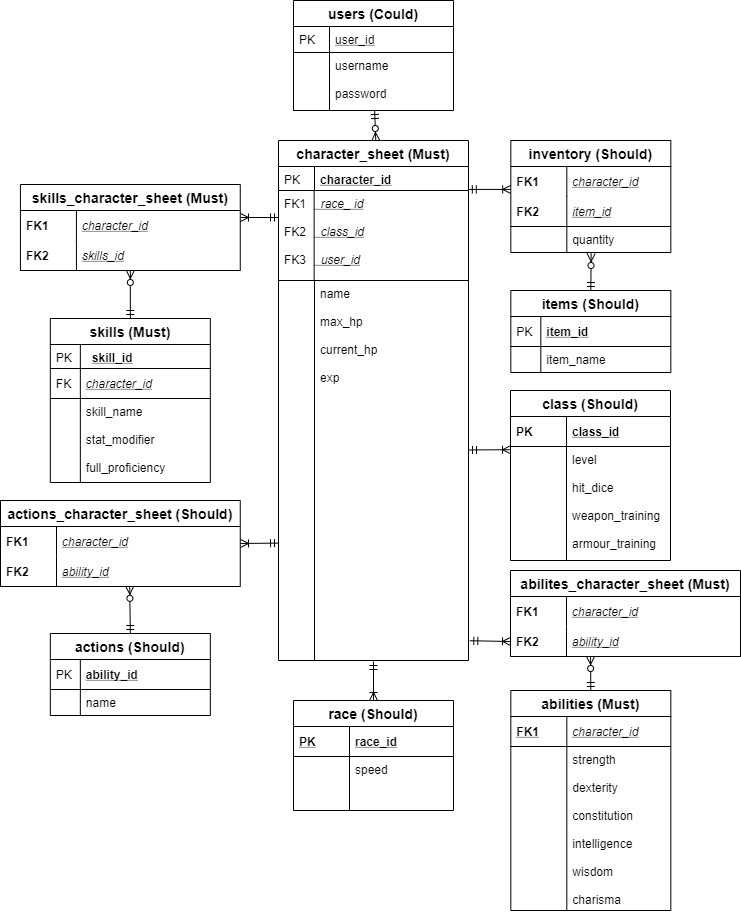 users (Could)
PK user_id
username
password
character_sheet (Must)
PK character_id
FK1 race_ id
FK2 class_id
FK3 user_id
name
max_hp
current_hp
exp
inventory (Should)
FK1 character_id
FK2 item_id
quantity
skills_character_sheet (Must)
FK1 character_id
FK2 skills_id
items (Should)
PK item_id
item_name
skills (Must)
PK skill_id
FK character_id
skill_name
stat_modifier
full_proficiency
class (Should)
PK class_id
level
hit_dice
weapon_training
armour_training
actions_character_sheet (Should)
FK1 character_id
FK2 ability_id
abilites_character_sheet (Must)
FK1 character_id
FK2 ability_id
actions (Should)
PK ability_id
name
race (Should)
PK race_id
speed
abilities (Must)
FK1 character_id
strength
dexterity
constitution
intelligence
wisdom
charisma